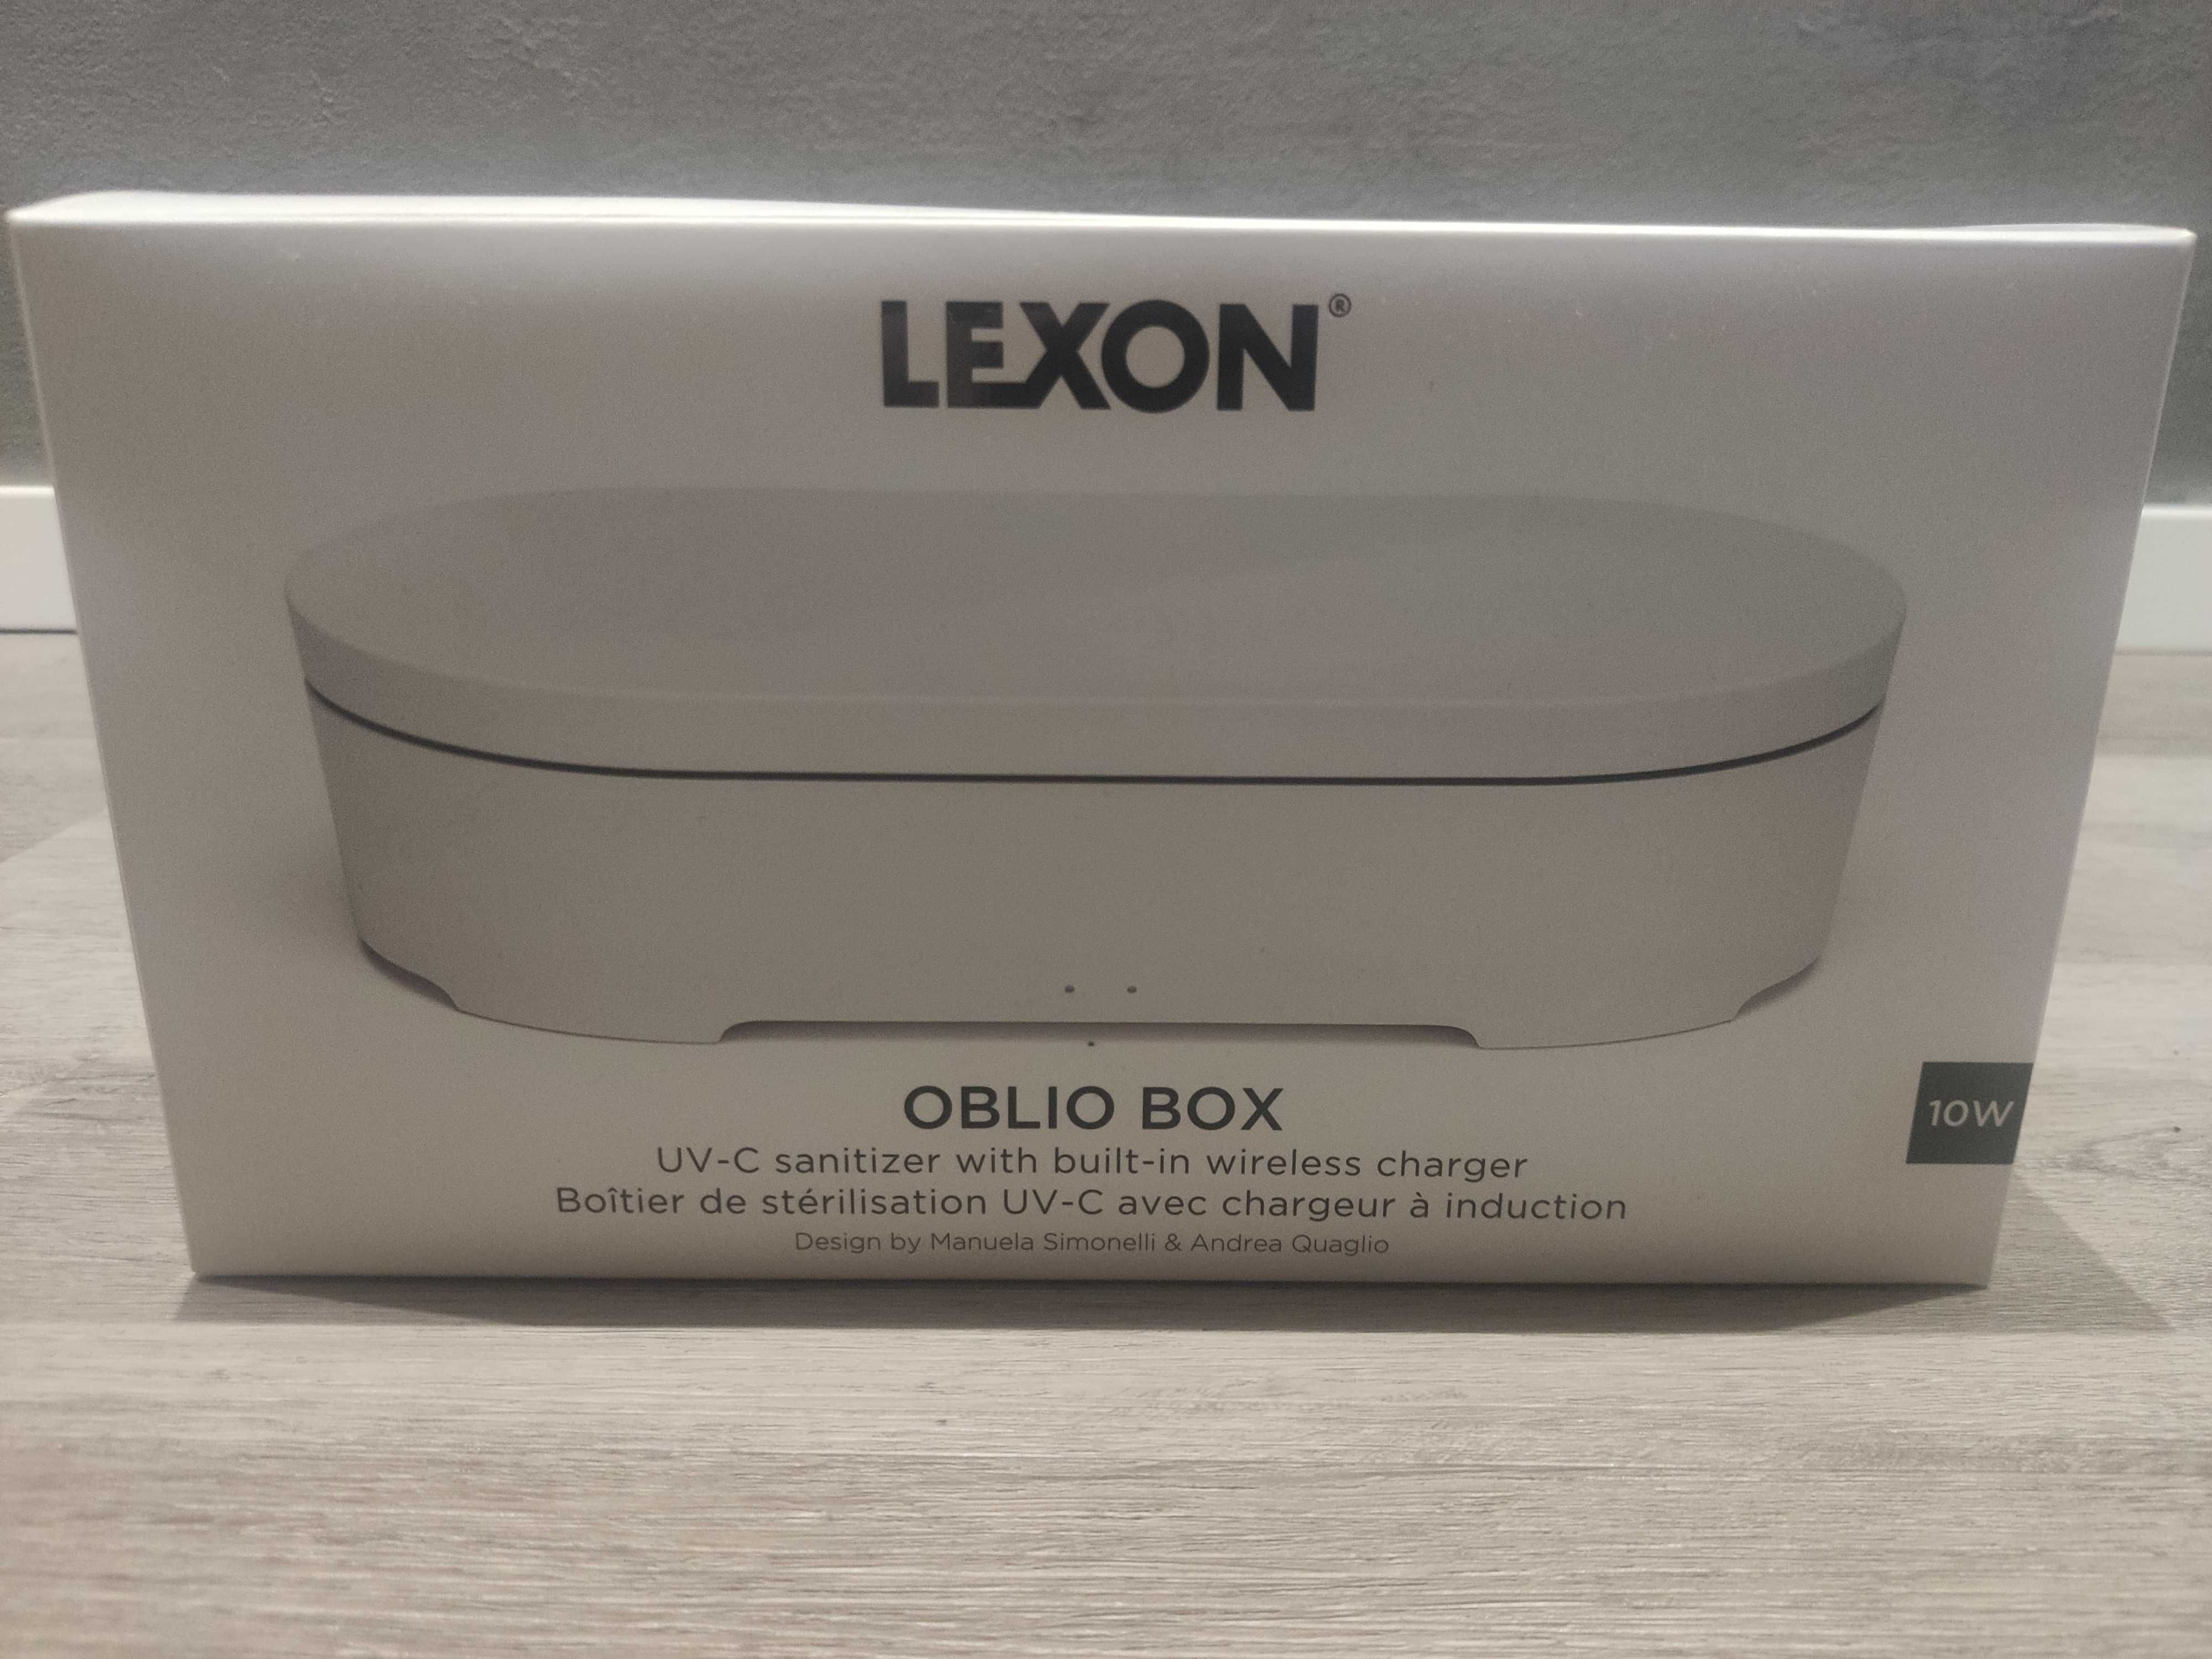 LEXON®
OBLIO BOX
10W
UV-C sanitizer with built-in wireless charger
Boîtier de stérilisation UV-C avec chargeur à induction
Design by Manuela Simonelli & Andrea Quaglio